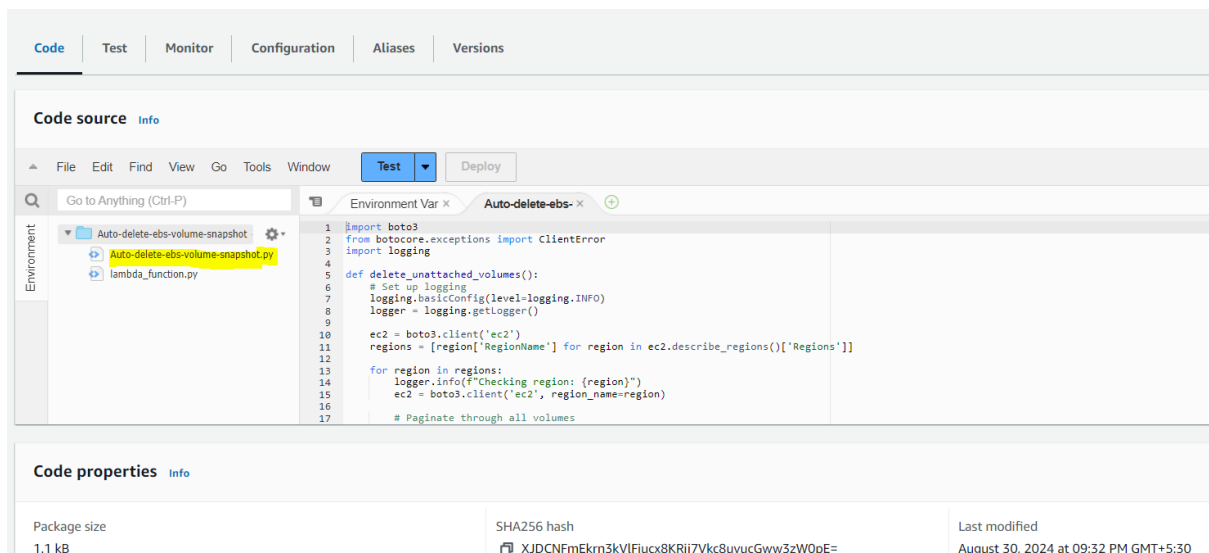 Code Test Monitor Configuration Aliases Versions
Code source Info
File Edit Find View Go Tools Window Test Deploy
Go to Anything (Ctrl-P) Environment Var × Auto-delete-ebs- ×
Environment
Auto-delete-ebs-volume-snapshot
Auto-delete-ebs-volume-snapshot.py
lambda_function.py
1 import boto3
2 from botocore.exceptions import ClientError
3 import logging
4
5 def delete_unattached_volumes():
6 # Set up logging
7 logging.basicConfig(level=logging.INFO)
8 logger = logging.getLogger()
9
10 ec2 = boto3.client('ec2')
11 regions = [region['RegionName'] for region in ec2.describe_regions()['Regions']]
12
13 for region in regions:
14 logger.info(f"Checking region: {region}")
15 ec2 = boto3.client('ec2', region_name=region)
16
17 # Paginate through all volumes
Code properties Info
Package size SHA256 hash Last modified
1.1 kB August 30, 2024 at 09:32 PM GMT+5:30